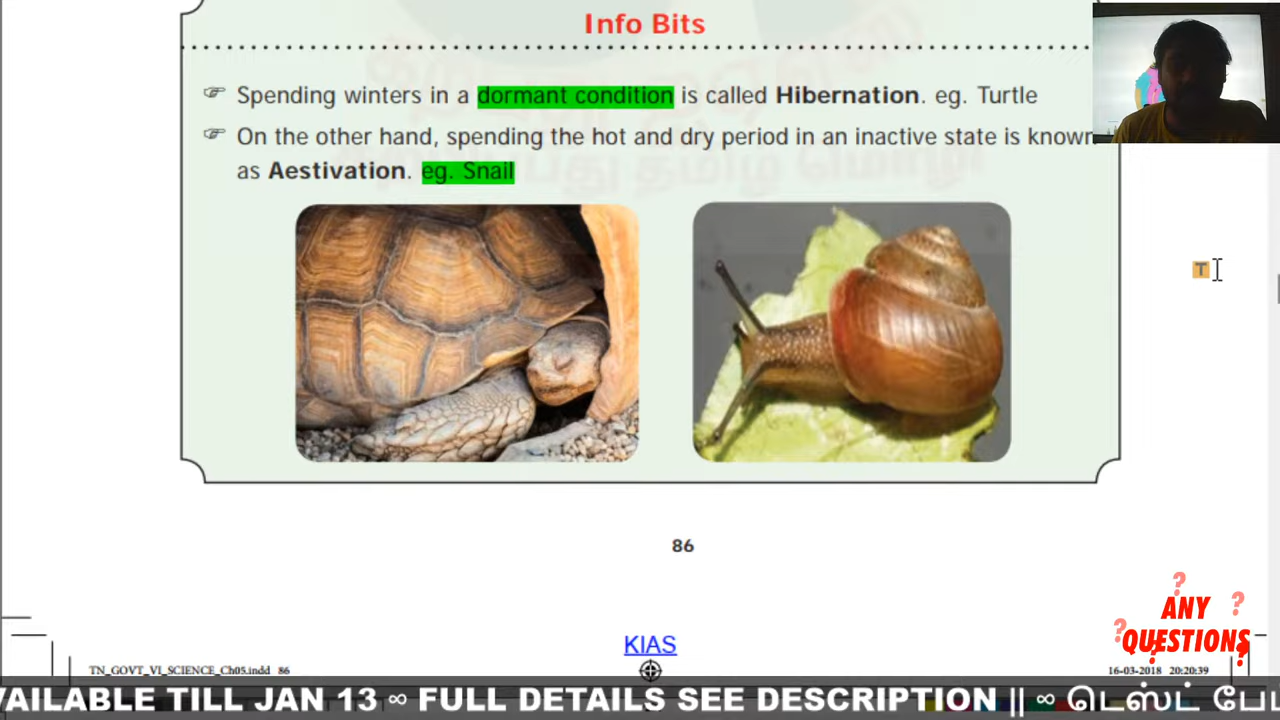 Info Bits
Spending winters in a dormant condition is called Hibernation. eg. Turtle
On the other hand, spending the hot and dry period in an inactive state is known
as Aestivation. eg. Snail
T
86
ANY
QUESTIONS
KIAS
TN_GOVT_VI_SCIENCE_Ch05.indd 86
16-03-2018 20:20:39
VAILABLE TILL JAN 13 ∞ FULL DETAILS SEE DESCRIPTION || ∞ டெஸ்ட் பே